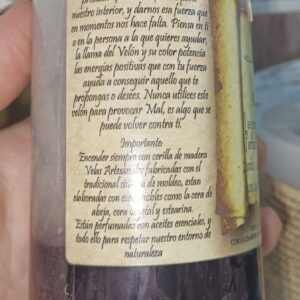 nuestro interior, y darnos esa fuerza que
en momentos nos hace falta. Piensa en ti
o en la persona a la que quieres ayudar,
la llama del Velón y su color potencia
las energías positivas que con tu fuerza
ayuda a conseguir aquello que te
propongas o desees. Nunca utilices este
velón para provocar Mal, es algo que se
puede volver contra ti.
Importante:
Encender siempre con cerilla de madera
Velas Artesanales fabricadas con el
tradicional sistema de moldeo, estan
elaboradas con como la cera de
abeja, cera vegetal y estearina.
Estan perfumadas con aceites esenciales, y
todo ello para respetar nuestro entorno de
naturaleza